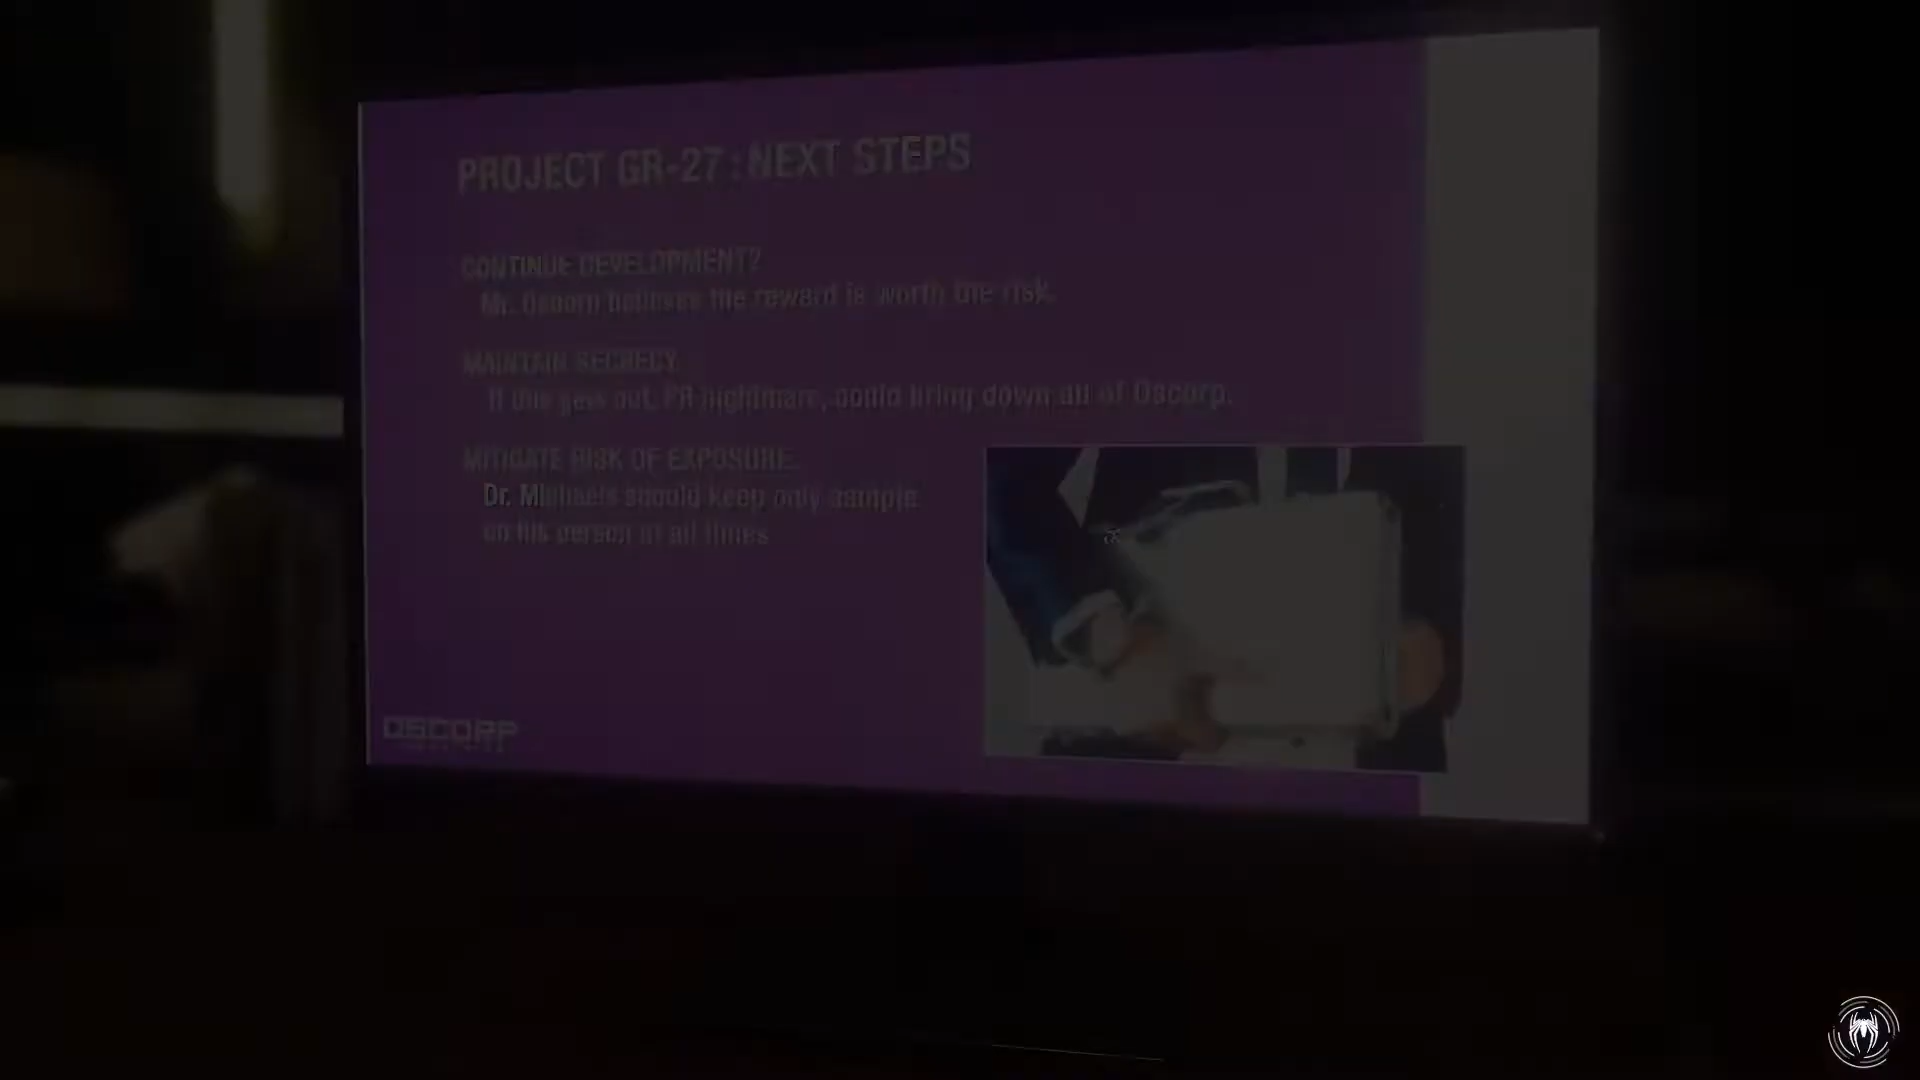 PROJECT GR-27 : NEXT STEPS
CONTINUE DEVELOPMENT?
Mr. Osborn believes the reward is worth the risk.
MAINTAIN SECRECY.
If this gets out, PR nightmare, could bring down all of Oscorp.
MITIGATE RISK OF EXPOSURE.
Dr. Michaels should keep only sample
on his person at all times
OSCORP